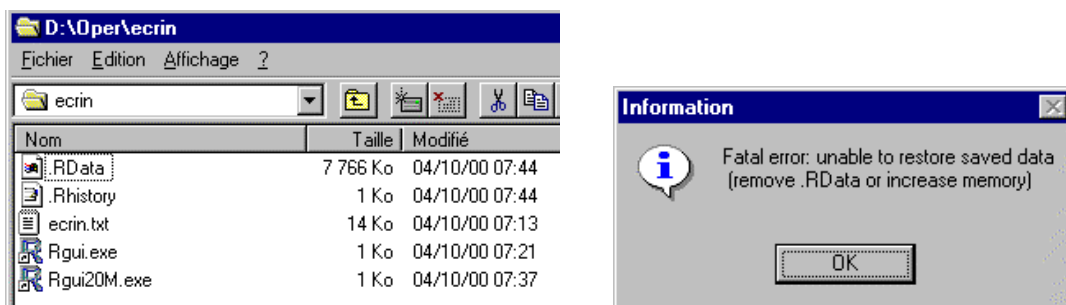 D:\Oper\ecrin
Fichier Edition Affichage ?
ecrin
Nom Taille Modifié
.RData 7 766 Ko 04/10/00 07:44
.Rhistory 1 Ko 04/10/00 07:44
ecrin.txt 14 Ko 04/10/00 07:13
Rgui.exe 1 Ko 04/10/00 07:21
Rgui20M.exe 1 Ko 04/10/00 07:37
Information
Fatal error: unable to restore saved data
(remove .RData or increase memory)
OK